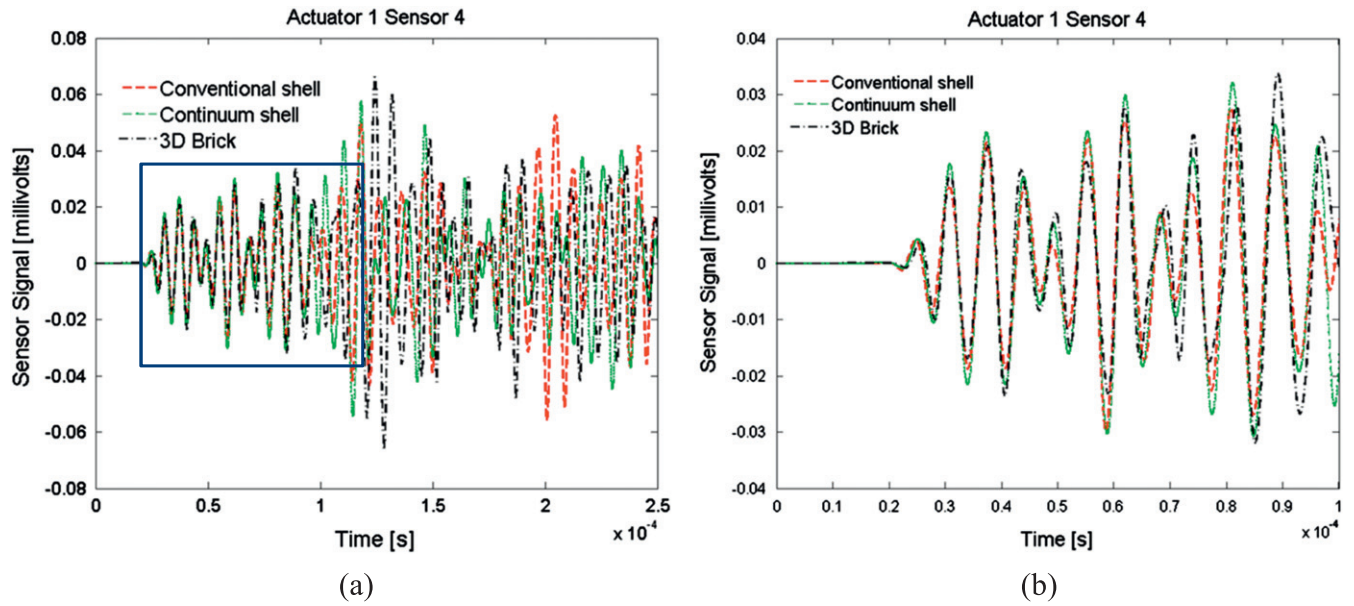 Actuator 1 Sensor 4
0.08
0.06
0.04
0.02
0
-0.02
-0.04
-0.06
-0.08
Sensor Signal [millivolts]
Conventional shell
Continuum shell
3D Brick
0
0.5
1
1.5
2
2.5
x 10⁻⁴
Time [s]
(a)
Actuator 1 Sensor 4
0.04
0.03
0.02
0.01
0
-0.01
-0.02
-0.03
-0.04
Sensor Signal [millivolts]
Conventional shell
Continuum shell
3D Brick
0
0.1
0.2
0.3
0.4
0.5
0.6
0.7
0.8
0.9
1
x 10⁻⁴
Time [s]
(b)